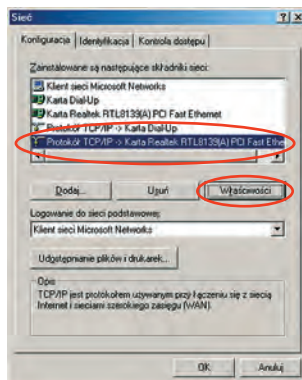 Sieć
Konfiguracja Identyfikacja Kontrola dostępu
Zainstalowane są następujące składniki sieci:
Klient sieci Microsoft Networks
Karta Dial-Up
Karta Realtek RTL8139(A) PCI Fast Ethernet
Protokół TCP/IP -> Karta Dial-Up
Protokół TCP/IP -> Karta Realtek RTL8139(A) PCI Fast Ethe
Dodaj... Usuń Właściwości
Logowanie do sieci podstawowej:
Klient sieci Microsoft Networks
Udostępnianie plików i drukarek...
Opis
TCP/IP jest protokołem używanym przy łączeniu się z siecią
Internet i sieciami szerokiego zasięgu (WAN).
OK Anuluj